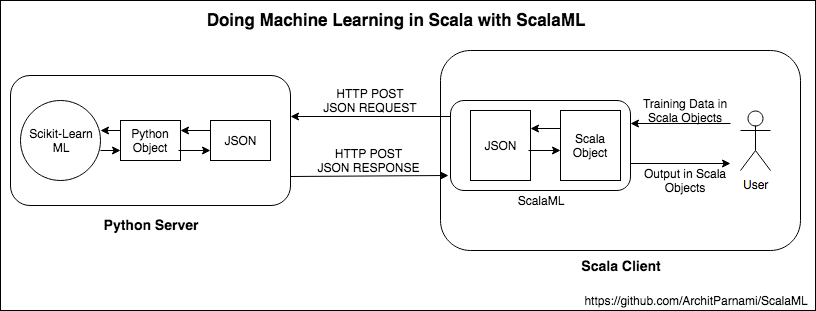 Doing Machine Learning in Scala with ScalaML
HTTP POST
JSON REQUEST
Training Data in
Scala Objects
Scikit-Learn
ML
Python
Object
JSON
JSON
Scala
Object
HTTP POST
JSON RESPONSE
Output in Scala
Objects
User
ScalaML
Python Server
Scala Client
https://github.com/ArchitParnami/ScalaML